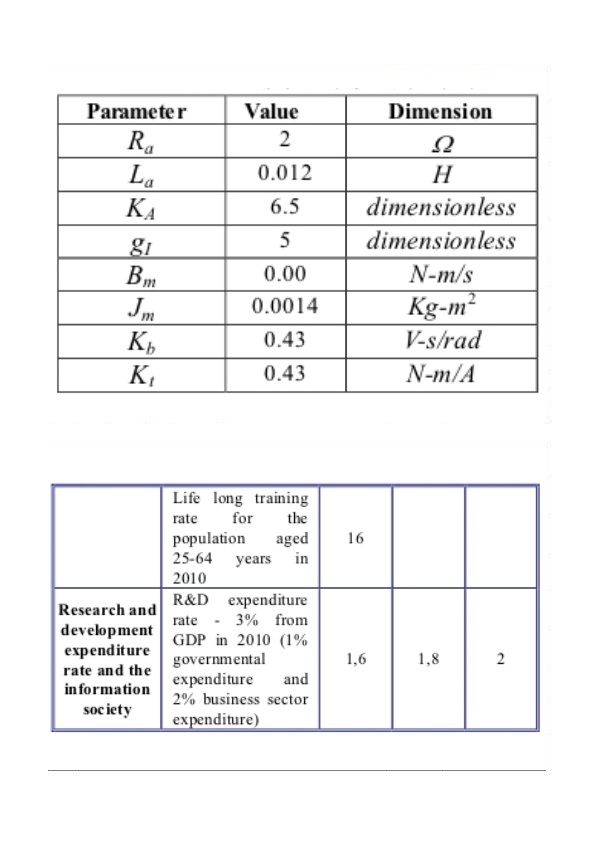 Parameter Value Dimension
R_a 2 Ω
L_a 0.012 H
K_A 6.5 dimensionless
g_I 5 dimensionless
B_m 0.00 N-m/s
J_m 0.0014 Kg-m²
K_b 0.43 V-s/rad
K_t 0.43 N-m/A
Life long training
rate for the
population aged
25-64 years in
2010
16
Research and
development
expenditure
rate and the
information
society
R&D expenditure
rate - 3% from
GDP in 2010 (1%
governmental
expenditure and
2% business sector
expenditure)
1,6
1,8
2